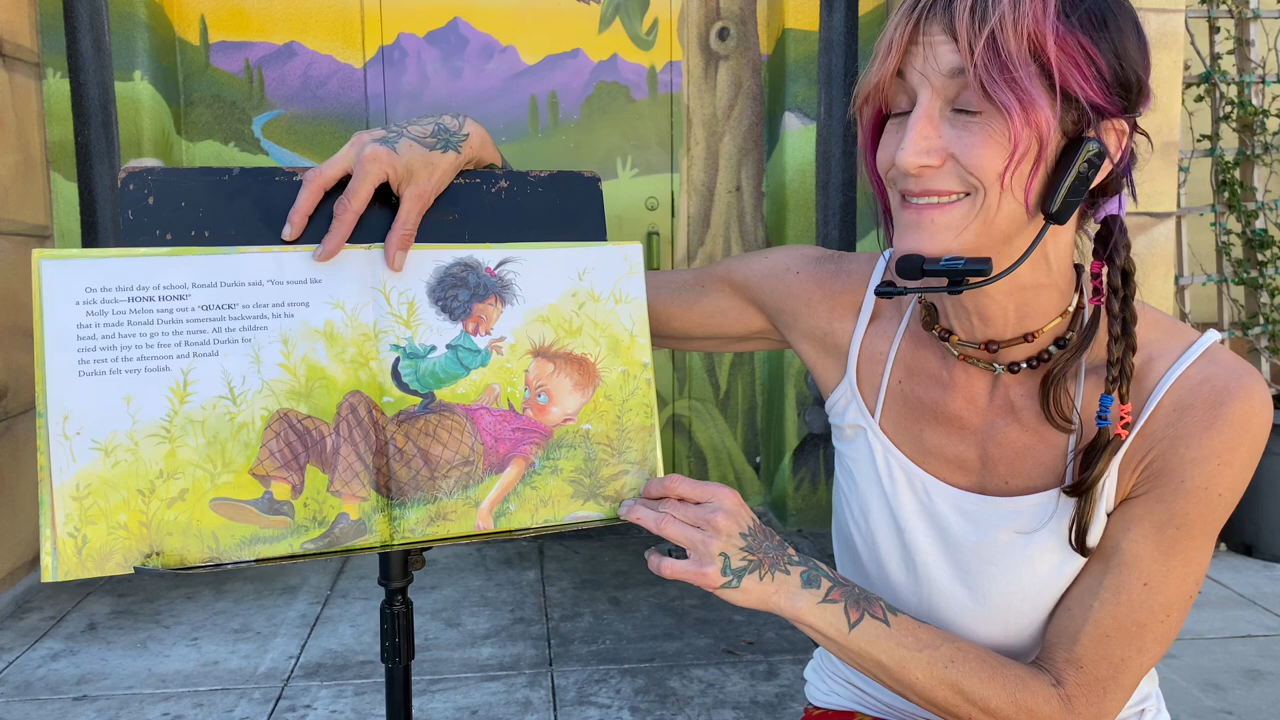 On the third day of school, Ronald Durkin said, "You sound like
a sick duck—HONK HONK!"
Molly Lou Melon sang out a "QUACK!" so clear and strong
that it made Ronald Durkin somersault backwards, hit his
head, and have to go to the nurse. All the children
cried with joy to be free of Ronald Durkin for
the rest of the afternoon and Ronald
Durkin felt very foolish.